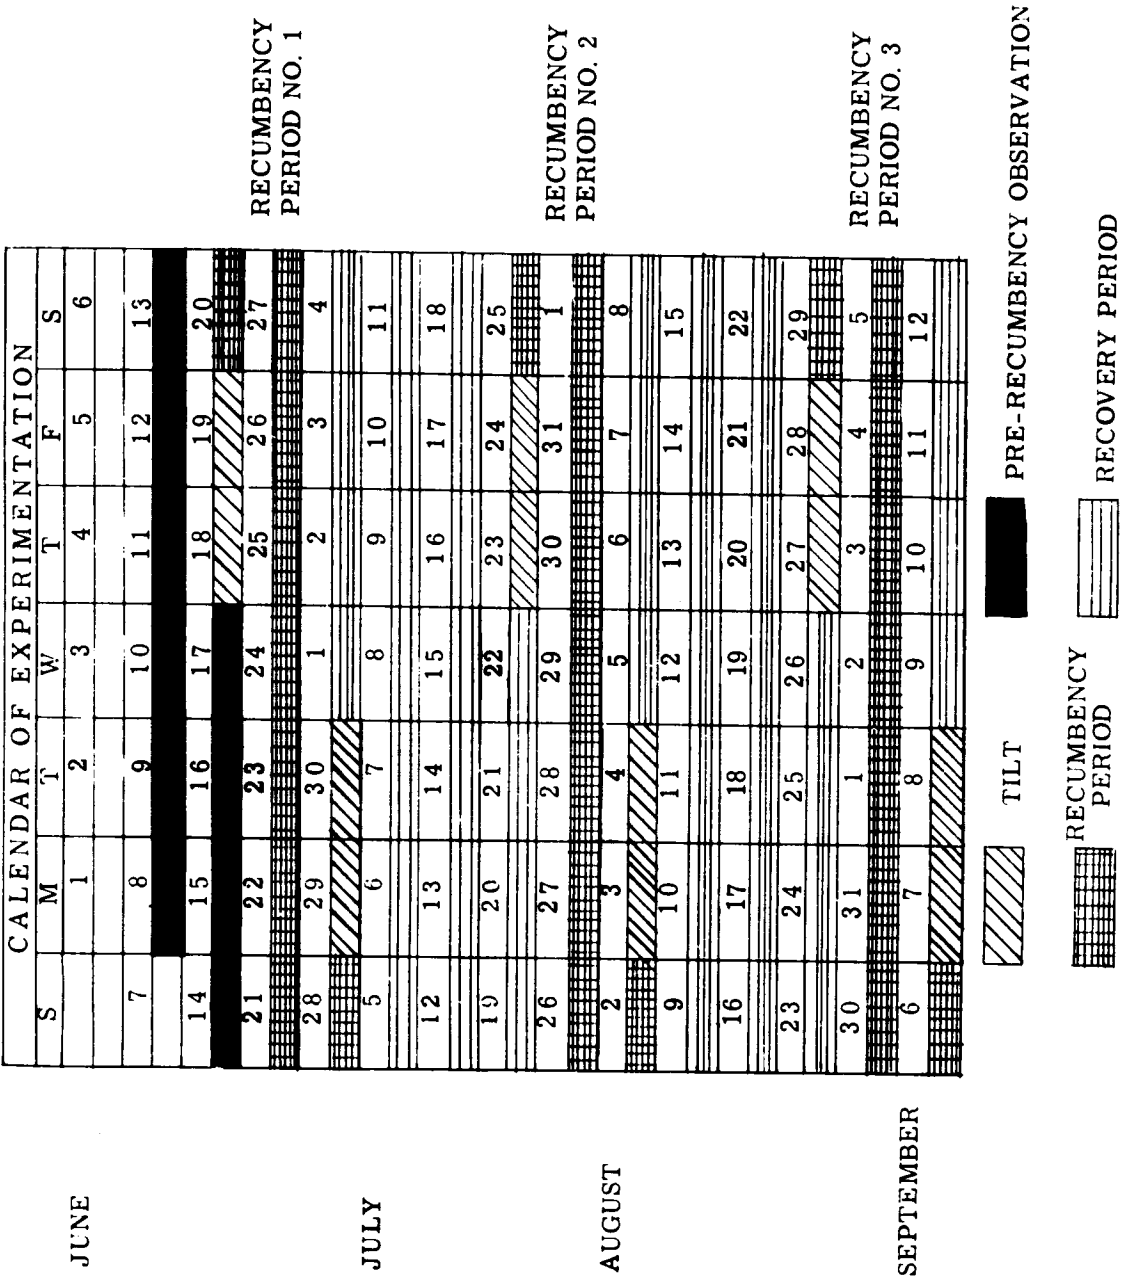 CALENDAR OF EXPERIMENTATION
S M T W T F S
JUNE
1 2 3 4 5 6
7 8 9 10 11 12 13
14 15 16 17 18 19 20
21 22 23 24 25 26 27
RECUMBENCY
PERIOD NO. 1
28 29 30 1 2 3 4
JULY
5 6 7 8 9 10 11
12 13 14 15 16 17 18
19 20 21 22 23 24 25
26 27 28 29 30 31 1
RECUMBENCY
PERIOD NO. 2
AUGUST
2 3 4 5 6 7 8
9 10 11 12 13 14 15
16 17 18 19 20 21 22
23 24 25 26 27 28 29
30 31 1 2 3 4 5
RECUMBENCY
PERIOD NO. 3
SEPTEMBER
6 7 8 9 10 11 12
TILT
PRE-RECUMBENCY OBSERVATION
RECUMBENCY
PERIOD
RECOVERY PERIOD